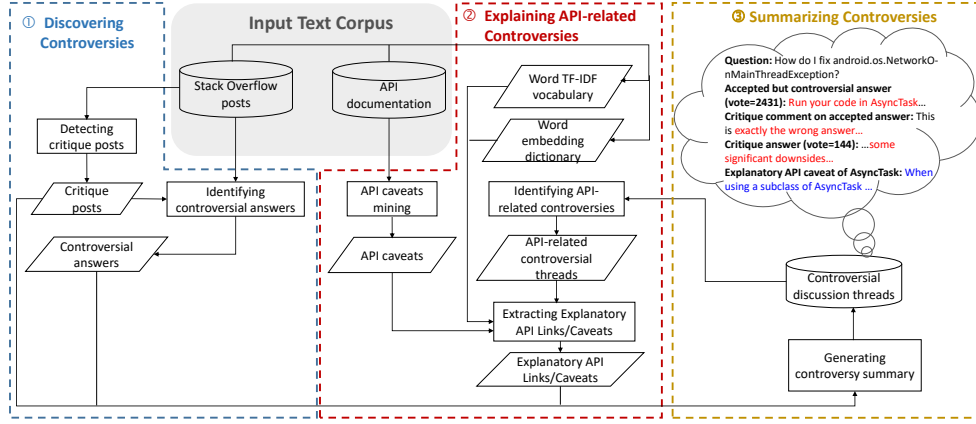 ① Discovering
Controversies
Input Text Corpus
② Explaining API-related
Controversies
③ Summarizing Controversies
Stack Overflow
posts
API
documentation
Word TF-IDF
vocabulary
Word
embedding
dictionary
Detecting
critique posts
Critique
posts
Identifying
controversial answers
Controversial
answers
API caveats
mining
API caveats
Identifying API-
related controversies
API-related
controversial
threads
Extracting Explanatory
API Links/Caveats
Explanatory API
Links/Caveats
Question: How do I fix android.os.NetworkO-
nMainThreadException?
Accepted but controversial answer
(vote=2431): Run your code in AsyncTask…
Critique comment on accepted answer: This
is exactly the wrong answer…
Critique answer (vote=144): …some
significant downsides…
Explanatory API caveat of AsyncTask: When
using a subclass of AsyncTask …
Controversial
discussion threads
Generating
controversy summary